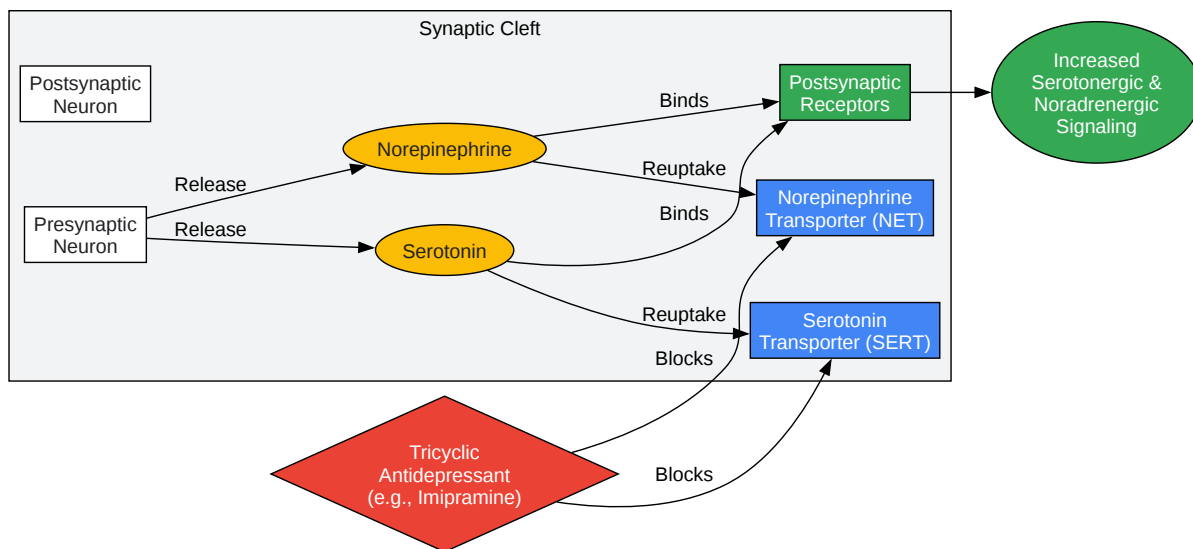 Synaptic Cleft
Postsynaptic
Neuron
Presynaptic
Neuron
Release
Release
Norepinephrine
Serotonin
Binds
Reuptake
Binds
Reuptake
Blocks
Blocks
Postsynaptic
Receptors
Norepinephrine
Transporter (NET)
Serotonin
Transporter (SERT)
Increased
Serotonergic &
Noradrenergic
Signaling
Tricyclic
Antidepressant
(e.g., Imipramine)